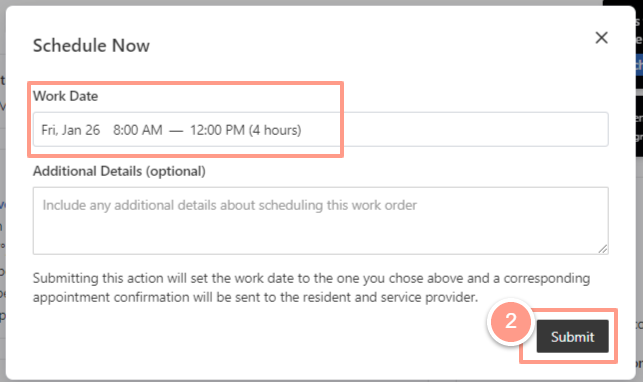 Schedule Now
Work Date
Fri, Jan 26 8:00 AM — 12:00 PM (4 hours)
Additional Details (optional)
Include any additional details about scheduling this work order
Submitting this action will set the work date to the one you chose above and a corresponding
appointment confirmation will be sent to the resident and service provider.
2
Submit